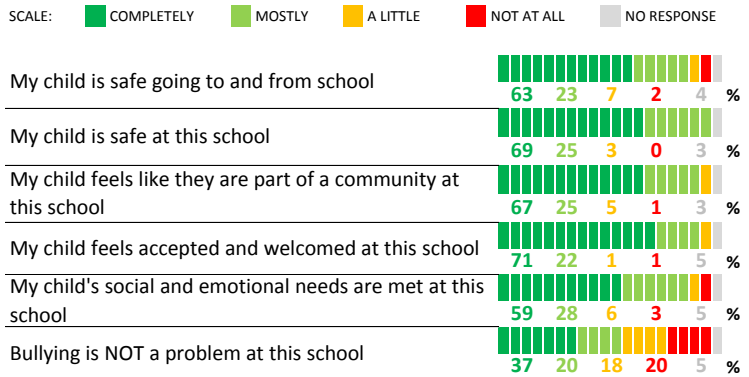 SCALE: COMPLETELY MOSTLY A LITTLE NOT AT ALL NO RESPONSE
My child is safe going to and from school
63 23 7 2 4 %
My child is safe at this school
69 25 3 0 3 %
My child feels like they are part of a community at
this school
67 25 5 1 3 %
My child feels accepted and welcomed at this school
71 22 1 1 5 %
My child's social and emotional needs are met at this
school
59 28 6 3 5 %
Bullying is NOT a problem at this school
37 20 18 20 5 %